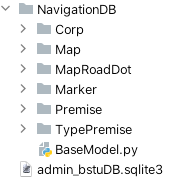 NavigationDB
Corp
Map
MapRoadDot
Marker
Premise
TypePremise
BaseModel.py
admin_bstuDB.sqlite3